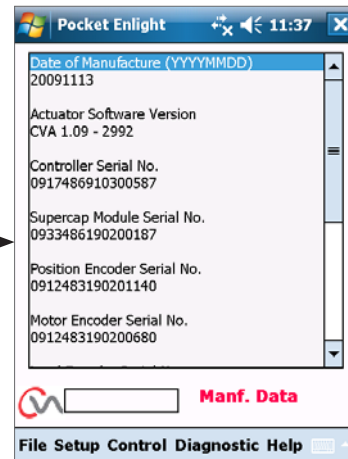 Pocket Enlight 11:37
Date of Manufacture (YYYYMMDD)
20091113
Actuator Software Version
CVA 1.09 - 2992
Controller Serial No.
0917486910300587
Supercap Module Serial No.
0933486190200187
Position Encoder Serial No.
0912483190201140
Motor Encoder Serial No.
0912483190200680
Manf. Data
File Setup Control Diagnostic Help